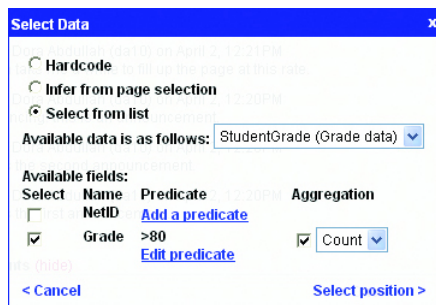 Select Data x
Hardcode
Infer from page selection
Select from list
Available data is as follows: StudentGrade (Grade data)
Available fields:
Select Name Predicate Aggregation
NetID Add a predicate
Grade >80 Count
Edit predicate
< Cancel Select position >